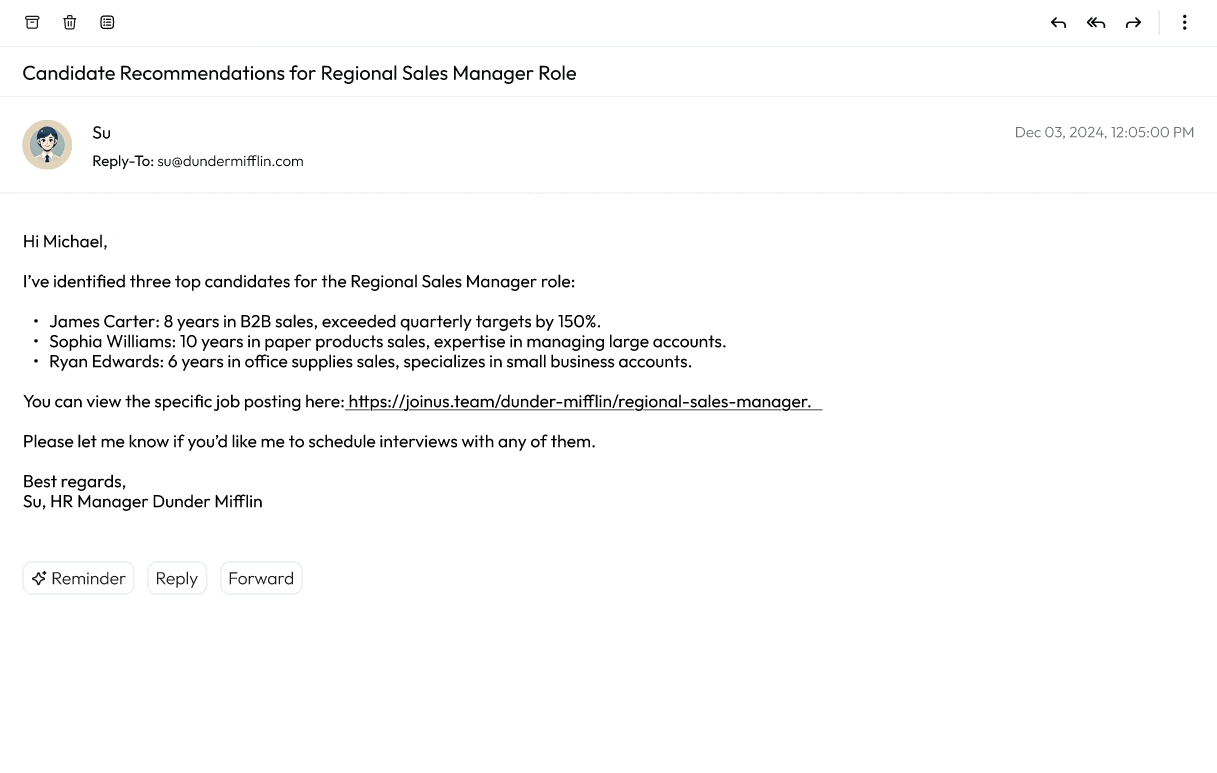 Candidate Recommendations for Regional Sales Manager Role
Su
Dec 03, 2024, 12:05:00 PM
Reply-To: su@dundermifflin.com
Hi Michael,
I’ve identified three top candidates for the Regional Sales Manager role:
• James Carter: 8 years in B2B sales, exceeded quarterly targets by 150%.
• Sophia Williams: 10 years in paper products sales, expertise in managing large accounts.
• Ryan Edwards: 6 years in office supplies sales, specializes in small business accounts.
You can view the specific job posting here: https://joinus.team/dunder-mifflin/regional-sales-manager.
Please let me know if you’d like me to schedule interviews with any of them.
Best regards,
Su, HR Manager Dunder Mifflin
Reminder
Reply
Forward